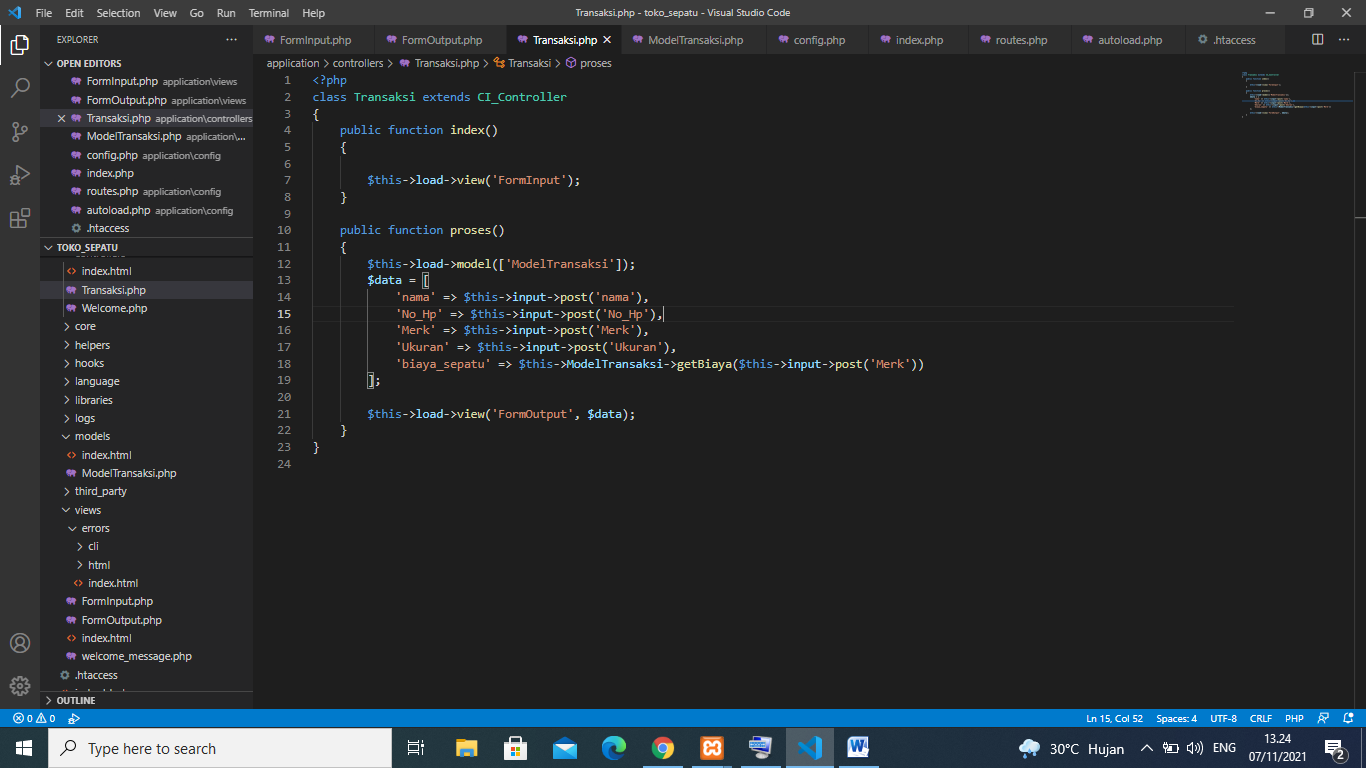 File Edit Selection View Go Run Terminal Help Transaksi.php - toko_sepatu - Visual Studio Code
EXPLORER
FormInput.php FormOutput.php Transaksi.php ModelTransaksi.php config.php index.php routes.php autoload.php .htaccess
application > controllers > Transaksi.php > Transaksi > proses
OPEN EDITORS
FormInput.php application\views
FormOutput.php application\views
Transaksi.php application\controllers
ModelTransaksi.php application\...
config.php application\config
index.php
routes.php application\config
autoload.php application\config
.htaccess
TOKO_SEPATU
index.html
Transaksi.php
Welcome.php
core
helpers
hooks
language
libraries
logs
models
index.html
ModelTransaksi.php
third_party
views
errors
cli
html
index.html
FormInput.php
FormOutput.php
index.html
welcome_message.php
.htaccess
OUTLINE
1 <?php
2 class Transaksi extends CI_Controller
3 {
4 public function index()
5 {
6
7 $this->load->view('FormInput');
8 }
9
10 public function proses()
11 {
12 $this->load->model(['ModelTransaksi']);
13 $data = [
14 'nama' => $this->input->post('nama'),
15 'No_Hp' => $this->input->post('No_Hp'),
16 'Merk' => $this->input->post('Merk'),
17 'Ukuran' => $this->input->post('Ukuran'),
18 'biaya_sepatu' => $this->ModelTransaksi->getBiaya($this->input->post('Merk'))
19 ];
20
21 $this->load->view('FormOutput', $data);
22 }
23 }
24
0 0 Ln 15, Col 52 Spaces: 4 UTF-8 CRLF PHP
Type here to search 30°C Hujan ENG 13.24
07/11/2021 2